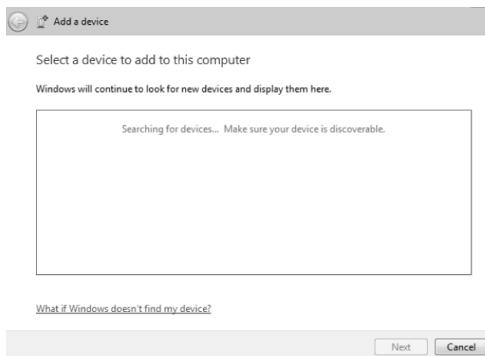 Add a device
Select a device to add to this computer
Windows will continue to look for new devices and display them here.
Searching for devices... Make sure your device is discoverable.
What if Windows doesn't find my device?
Next
Cancel